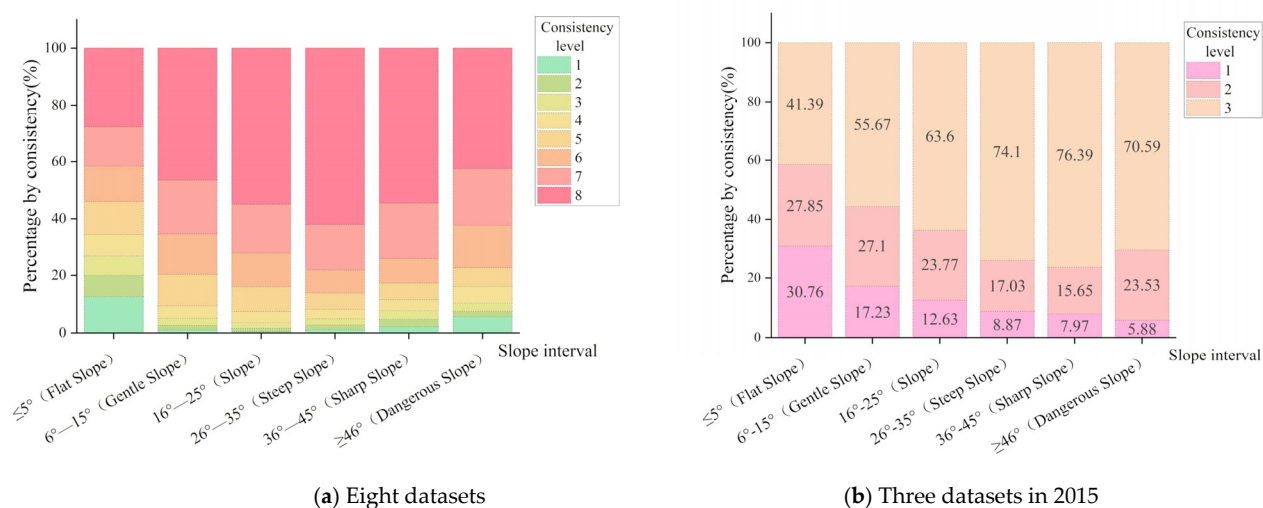 Percentage by consistency(%)
100
80
60
40
20
0
Consistency
level
1
2
3
4
5
6
7
8
Slope interval
≤5°（Flat Slope）
6°—15°（Gentle Slope）
16°—25°（Slope）
26°—35°（Steep Slope）
36°—45°（Sharp Slope）
≥46°（Dangerous Slope）
(a) Eight datasets
Percentage by consistency(%)
100
80
60
40
20
0
41.39
55.67
63.6
74.1
76.39
70.59
27.85
27.1
23.77
17.03
15.65
23.53
30.76
17.23
12.63
8.87
7.97
5.88
Consistency
level
1
2
3
Slope interval
≤5°（Flat Slope）
6°-15°（Gentle Slope）
16°-25°（Slope）
26°-35°（Steep Slope）
36°-45°（Sharp Slope）
≥46°（Dangerous Slope）
(b) Three datasets in 2015